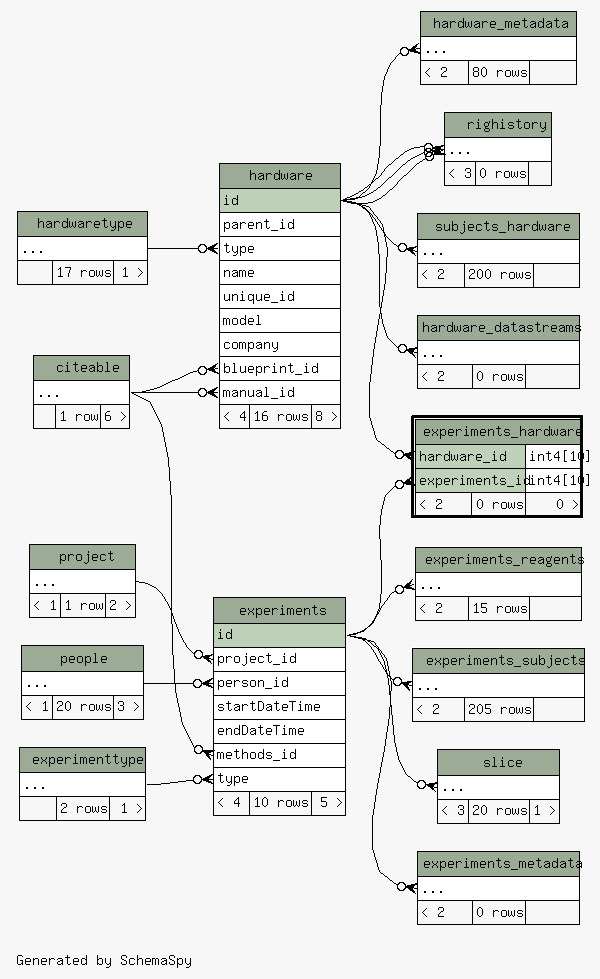 hardware_metadata
...
< 2 80 rows
righistory
...
< 3 0 rows
hardware
id
parent_id
type
name
unique_id
model
company
blueprint_id
manual_id
< 4 16 rows 8 >
hardwaretype
...
17 rows 1 >
subjects_hardware
...
< 2 200 rows
hardware_datastreams
...
< 2 0 rows
citeable
...
1 row 6 >
experiments_hardware
hardware_id int4[10]
experiments_id int4[10]
< 2 0 rows 0 >
project
...
< 1 1 row 2 >
experiments_reagents
...
< 2 15 rows
experiments
id
project_id
person_id
startDateTime
endDateTime
methods_id
type
< 4 10 rows 5 >
people
...
< 1 20 rows 3 >
experiments_subjects
...
< 2 205 rows
experimenttype
...
2 rows 1 >
slice
...
< 3 20 rows 1 >
experiments_metadata
...
< 2 0 rows
Generated by SchemaSpy